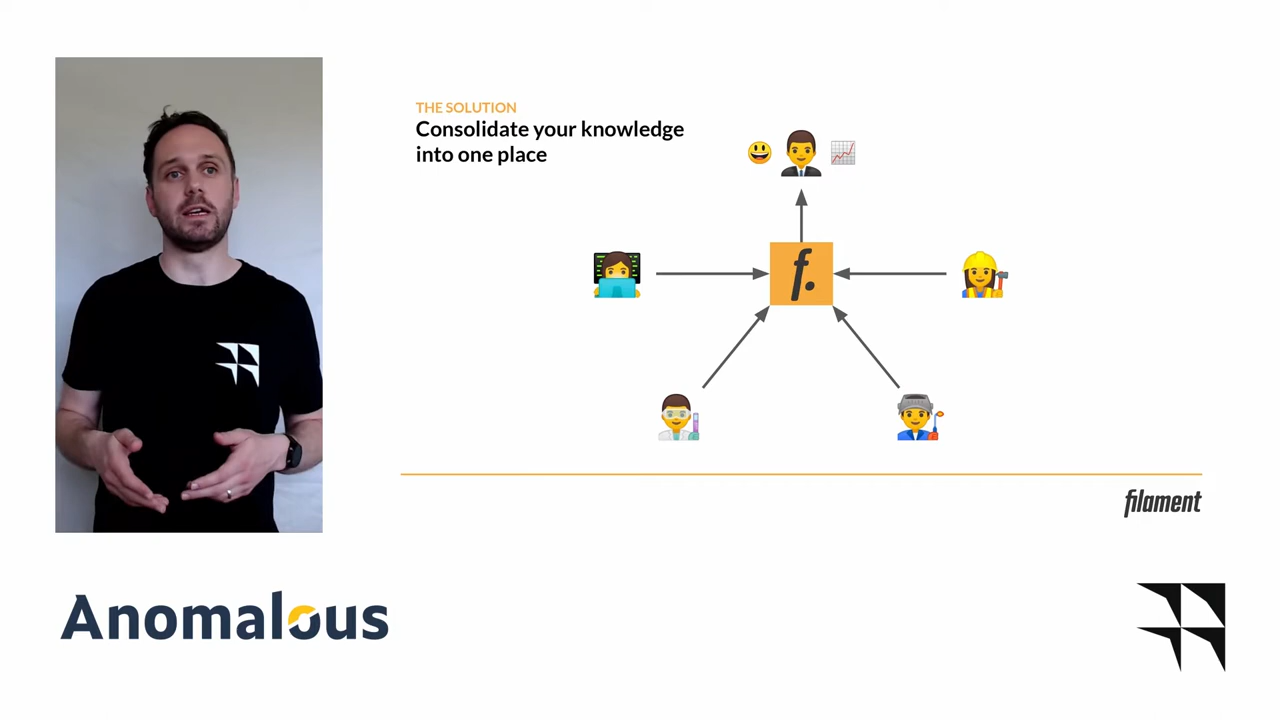 THE SOLUTION
Consolidate your knowledge
into one place
f.
filament
Anomalous